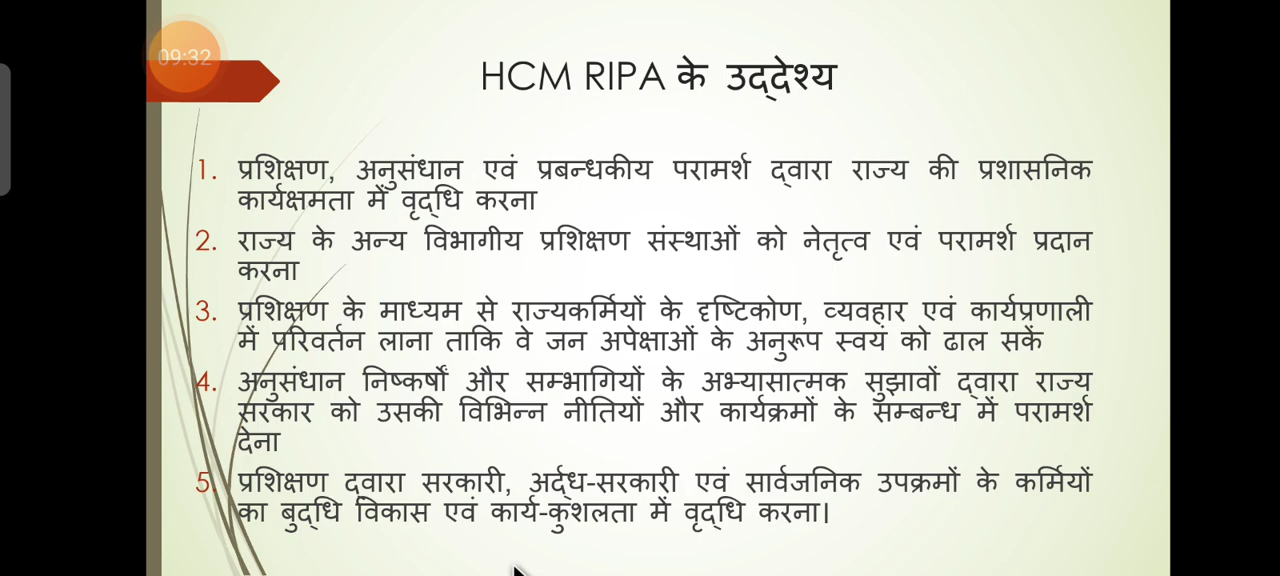 09:32
HCM RIPA के उद्देश्य
1. प्रशिक्षण, अनुसंधान एवं प्रबन्धकीय परामर्श द्वारा राज्य की प्रशासनिक
कार्यक्षमता में वृद्धि करना
2. राज्य के अन्य विभागीय प्रशिक्षण संस्थाओं को नेतृत्व एवं परामर्श प्रदान
करना
3. प्रशिक्षण के माध्यम से राज्यकर्मियों के दृष्टिकोण, व्यवहार एवं कार्यप्रणाली
में परिवर्तन लाना ताकि वे जन अपेक्षाओं के अनुरूप स्वयं को ढाल सकें
4. अनुसंधान निष्कर्षों और सम्भागियों के अभ्यासात्मक सुझावों द्वारा राज्य
सरकार को उसकी विभिन्न नीतियों और कार्यक्रमों के सम्बन्ध में परामर्श
देना
5. प्रशिक्षण द्वारा सरकारी, अर्द्ध-सरकारी एवं सार्वजनिक उपक्रमों के कर्मियों
का बुद्धि विकास एवं कार्य-कुशलता में वृद्धि करना।